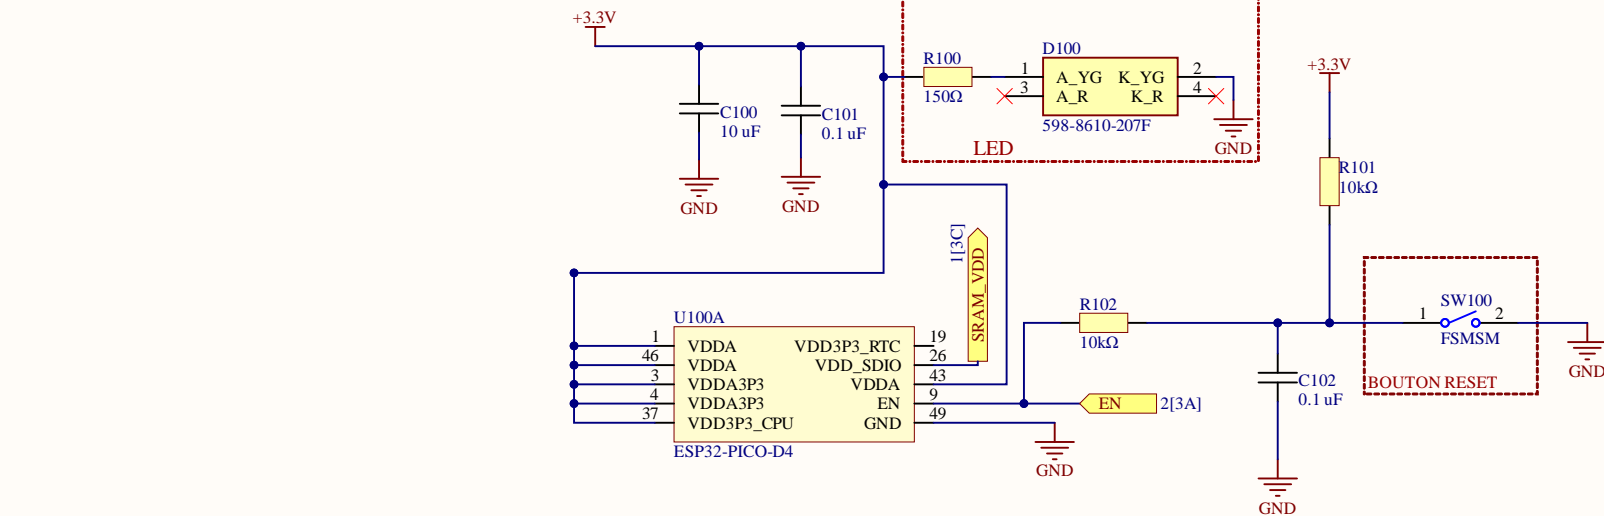 +3.3V
C100
10 uF
GND
C101
0.1 uF
GND
R100
150Ω
D100
1
3
A_YG
K_YG
A_R
K_R
2
4
598-8610-207F
GND
LED
+3.3V
R101
10kΩ
1[3C]
SRAM_VDD
U100A
1
46
3
4
37
VDDA
VDDA
VDDA3P3
VDDA3P3
VDD3P3_CPU
VDD3P3_RTC
VDD_SDIO
VDDA
EN
GND
19
26
43
9
49
ESP32-PICO-D4
GND
R102
10kΩ
EN
2[3A]
C102
0.1 uF
GND
SW100
1
2
FSMSM
BOUTON RESET
GND